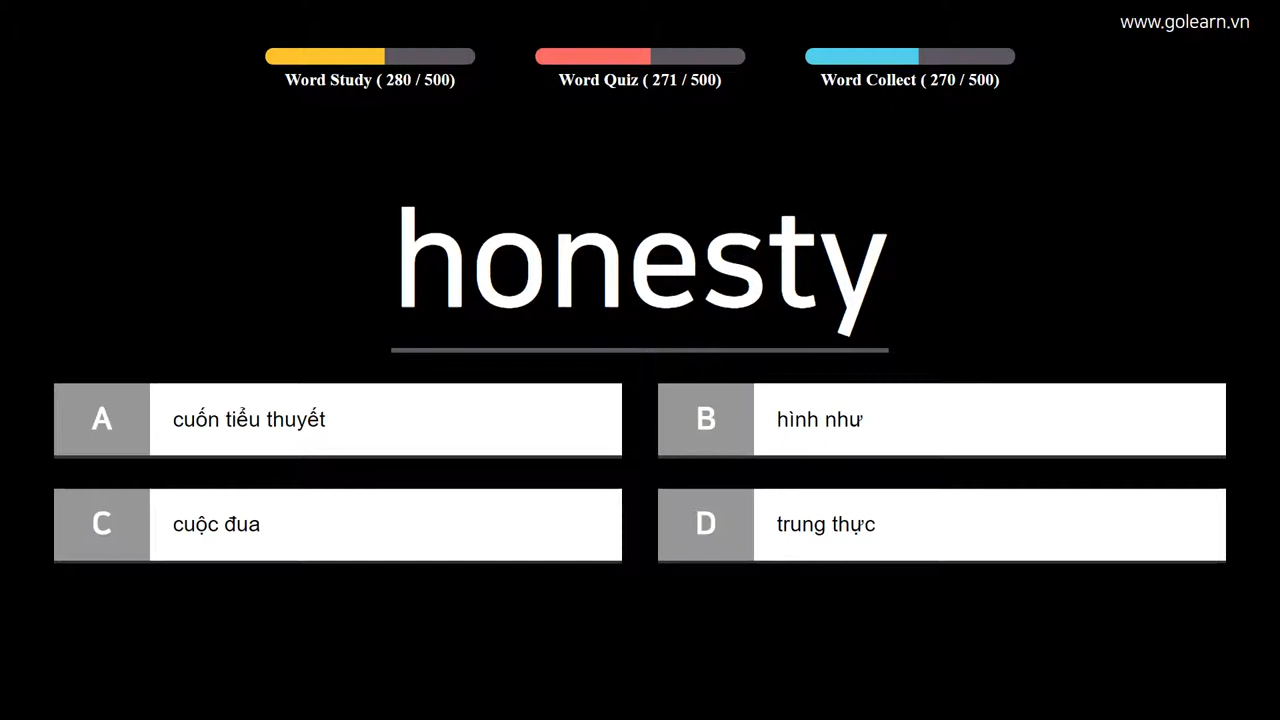 www.golearn.vn
Word Study ( 280 / 500)
Word Quiz ( 271 / 500)
Word Collect ( 270 / 500)
honesty
A cuốn tiểu thuyết
B hình như
C cuộc đua
D trung thực